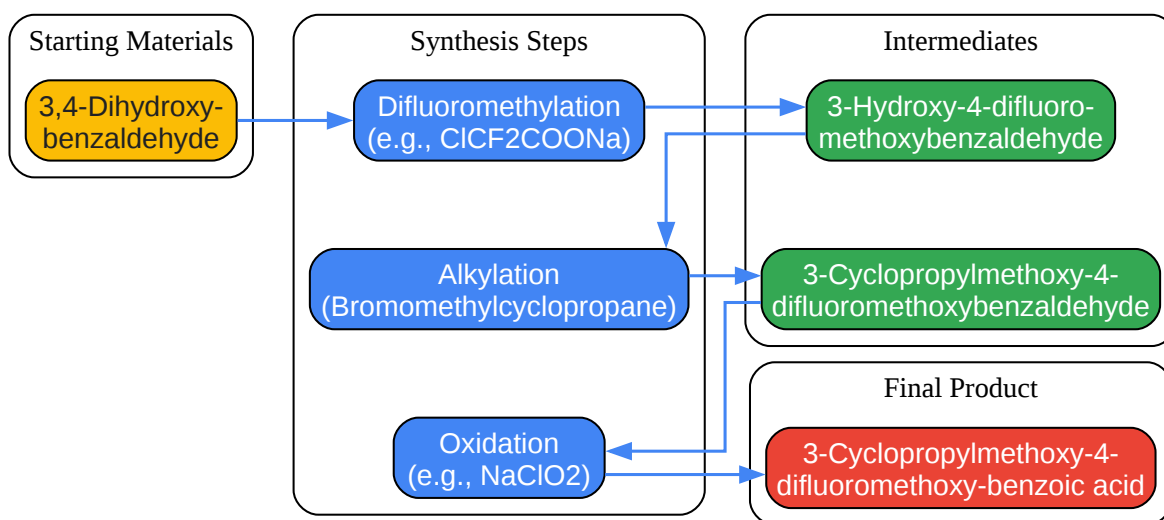 Starting Materials
3,4-Dihydroxy-
benzaldehyde
Synthesis Steps
Difluoromethylation
(e.g., ClCF2COONa)
Alkylation
(Bromomethylcyclopropane)
Oxidation
(e.g., NaClO2)
Intermediates
3-Hydroxy-4-difluoro-
methoxybenzaldehyde
3-Cyclopropylmethoxy-4-
difluoromethoxybenzaldehyde
Final Product
3-Cyclopropylmethoxy-4-
difluoromethoxy-benzoic acid